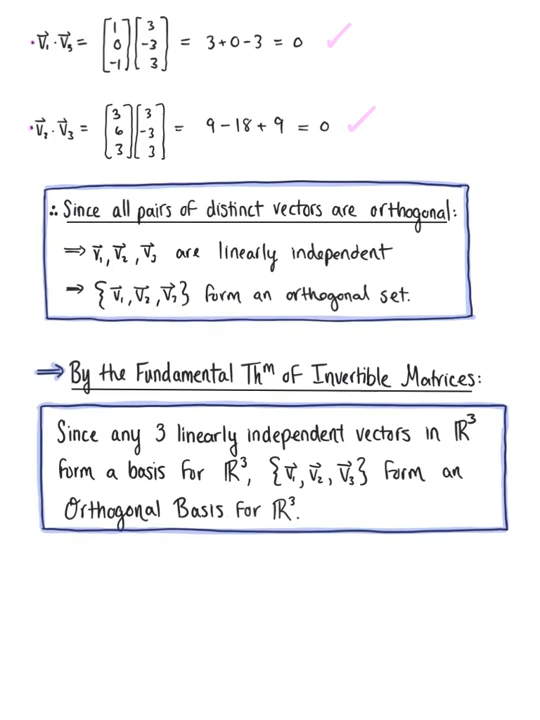 • V⃗₁ · V⃗₃ = [1 0 -1] [3 -3 3] = 3 + 0 - 3 = 0 ✓
• V⃗₂ · V⃗₃ = [3 6 3] [3 -3 3] = 9 - 18 + 9 = 0 ✓
∴ Since all pairs of distinct vectors are orthogonal:
⇒ V⃗₁, V⃗₂, V⃗₃ are linearly independent
⇒ {V⃗₁, V⃗₂, V⃗₃} form an orthogonal set.
⇒ By the Fundamental Thᵐ of Invertible Matrices:
Since any 3 linearly independent vectors in ℝ³
form a basis for ℝ³, {V⃗₁, V⃗₂, V⃗₃} form an
Orthogonal Basis for ℝ³.